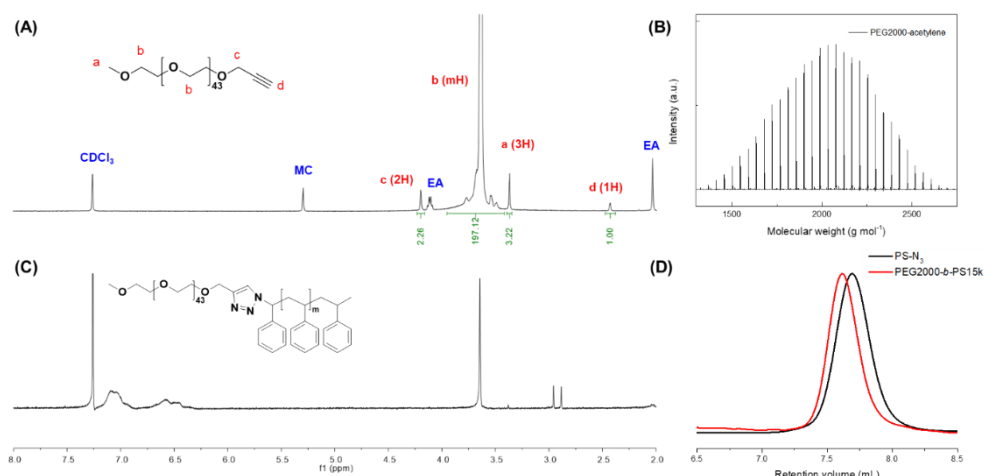 (A)
a
b
O
O
b
43
O
c
d
b (mH)
a (3H)
CDCl₃
MC
c (2H)
EA
d (1H)
EA
2.26
197.12
3.22
1.00
(B)
PEG2000-acetylene
Intensity (a.u.)
1500
2000
2500
Molecular weight (g mol⁻¹)
(C)
O
O
43
O
N
N
N
m
8.0
7.5
7.0
6.5
6.0
5.5
5.0
4.5
4.0
3.5
3.0
2.5
2.0
f1 (ppm)
(D)
PS-N₃
PEG2000-b-PS15k
6.5
7.0
7.5
8.0
8.5
Retention volume (mL)